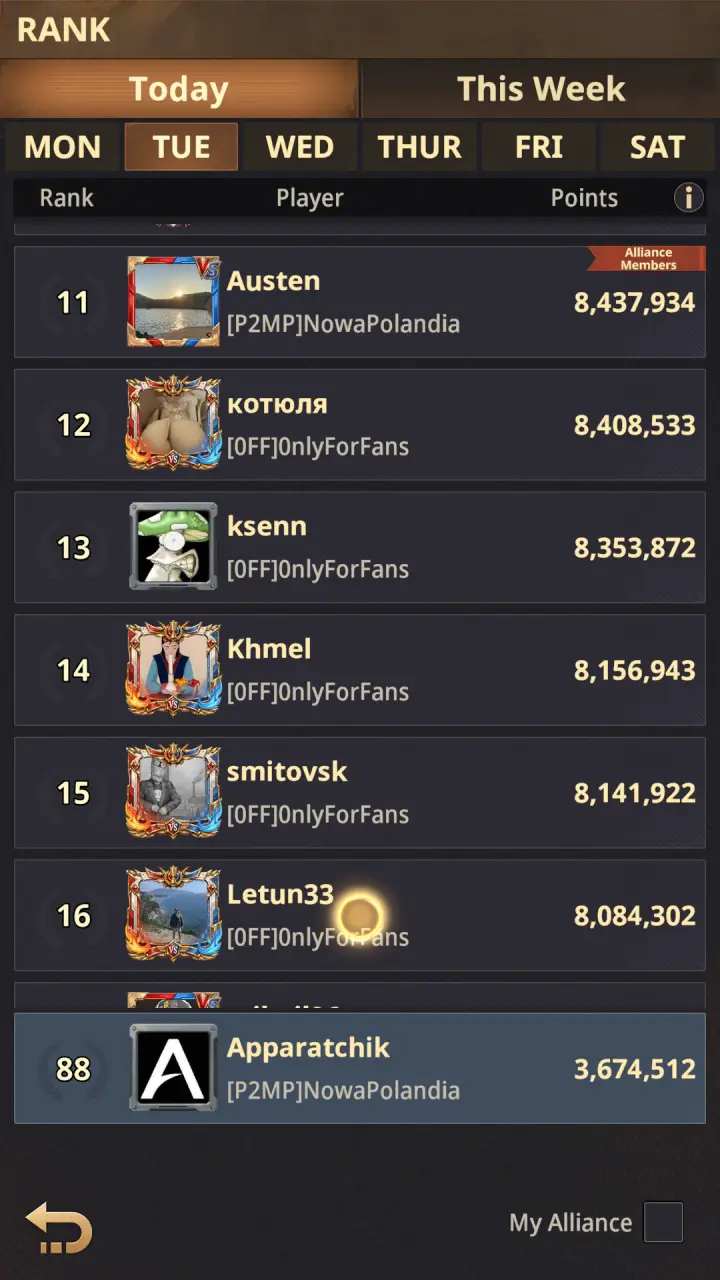 RANK
Today
This Week
MON
TUE
WED
THUR
FRI
SAT
Rank
Player
Points
Alliance
Members
11
Austen
[P2MP]NowaPolandia
8,437,934
12
котюля
[0FF]0nlyForFans
8,408,533
13
ksenn
[0FF]0nlyForFans
8,353,872
14
Khmel
[0FF]0nlyForFans
8,156,943
15
smitovsk
[0FF]0nlyForFans
8,141,922
16
Letun33
[0FF]0nlyForFans
8,084,302
88
Apparatchik
[P2MP]NowaPolandia
3,674,512
My Alliance